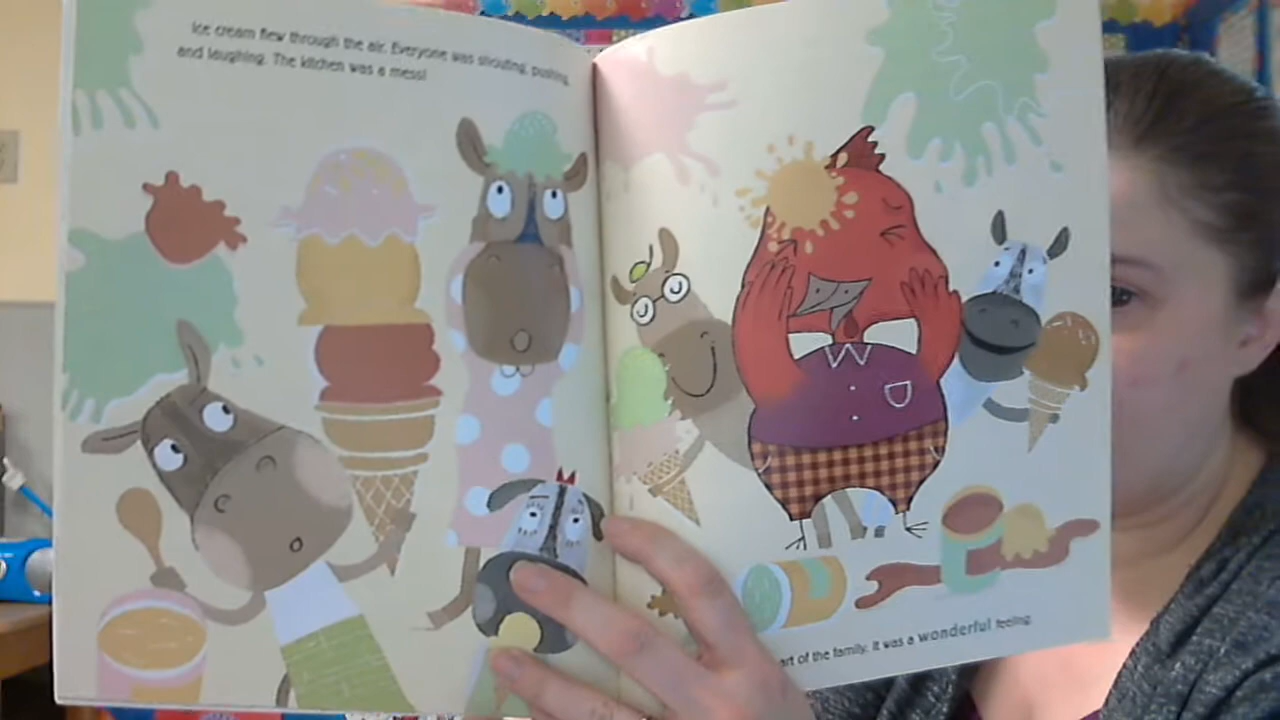 Ice cream flew through the air. Everyone was shouting, pushing,
and laughing. The kitchen was a mess!
art of the family. It was a wonderful feeling.